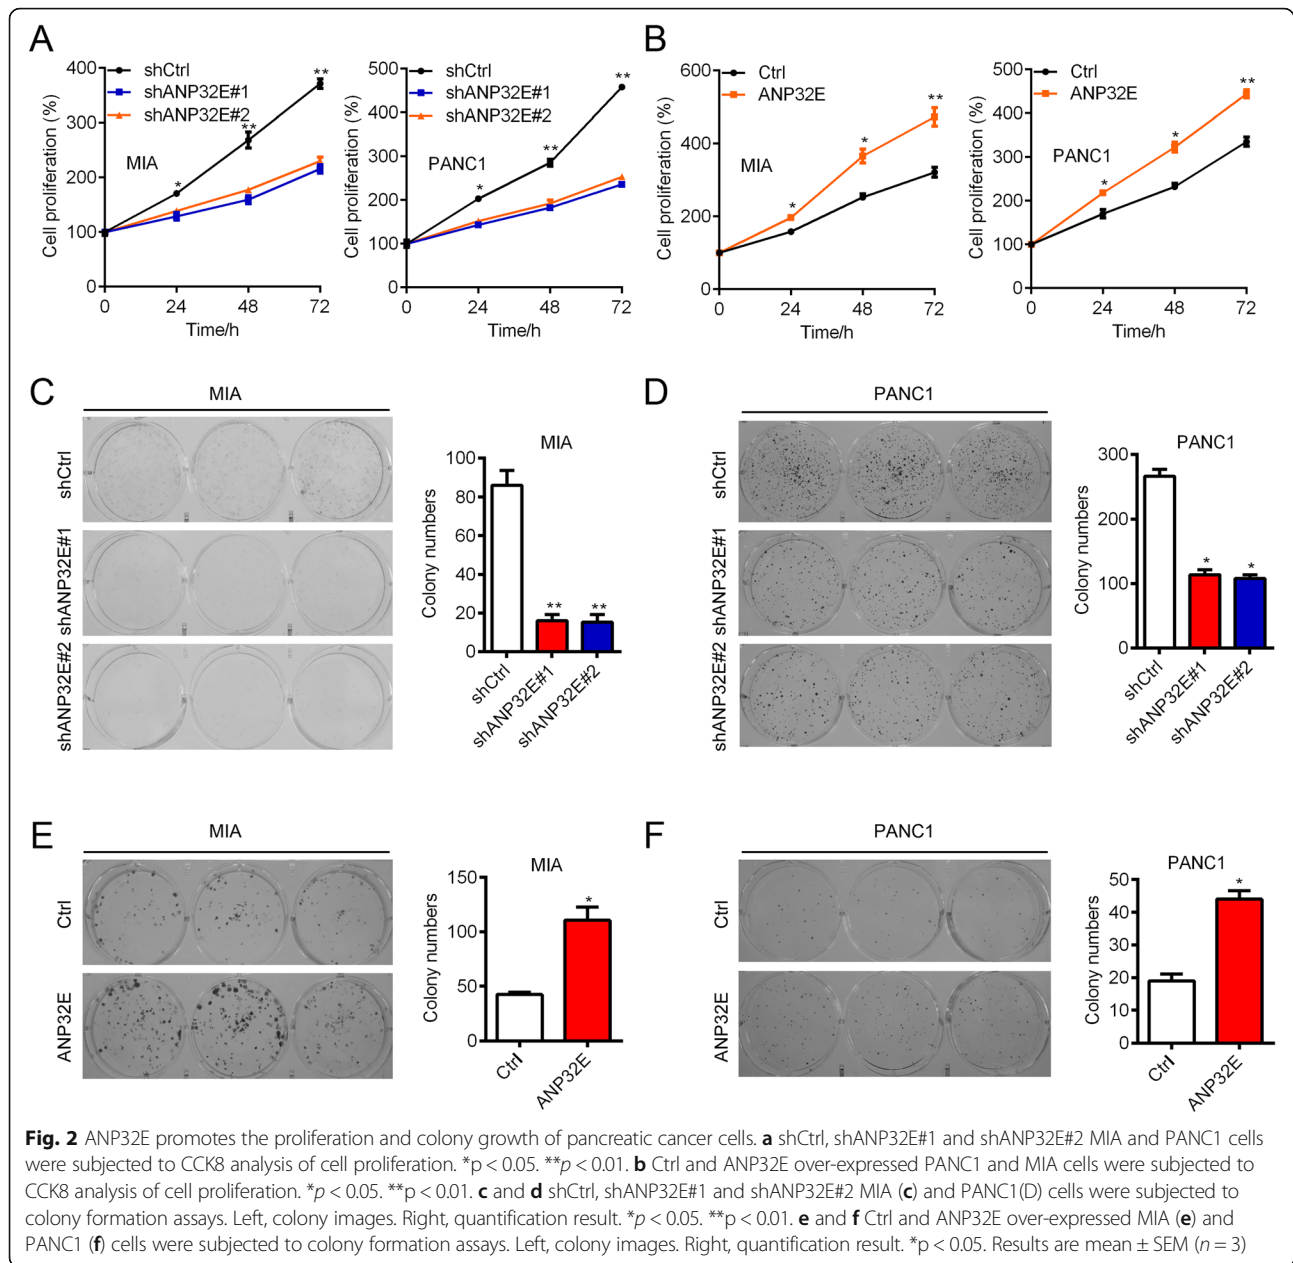 A
400
300
200
100
0
Cell proliferation (%)
shCtrl
shANP32E#1
shANP32E#2
MIA
*
**
**
0 24 48 72
Time/h
500
400
300
200
100
0
Cell proliferation (%)
shCtrl
shANP32E#1
shANP32E#2
PANC1
*
**
**
0 24 48 72
Time/h
B
600
400
200
0
Cell proliferation (%)
Ctrl
ANP32E
MIA
*
*
**
0 24 48 72
Time/h
500
400
300
200
100
0
Cell proliferation (%)
Ctrl
ANP32E
PANC1
*
*
**
0 24 48 72
Time/h
C
MIA
shCtrl
shANP32E#1
shANP32E#2
MIA
100
80
60
40
20
0
Colony numbers
** **
shCtrl
shANP32E#1
shANP32E#2
D
PANC1
shCtrl
shANP32E#1
shANP32E#2
PANC1
300
200
100
0
Colony numbers
* *
shCtrl
shANP32E#1
shANP32E#2
E
MIA
Ctrl
ANP32E
MIA
150
100
50
0
Colony numbers
*
Ctrl
ANP32E
F
PANC1
Ctrl
ANP32E
PANC1
50
40
30
20
10
0
Colony numbers
*
Ctrl
ANP32E
Fig. 2 ANP32E promotes the proliferation and colony growth of pancreatic cancer cells. a shCtrl, shANP32E#1 and shANP32E#2 MIA and PANC1 cells
were subjected to CCK8 analysis of cell proliferation. *p < 0.05. **p < 0.01. b Ctrl and ANP32E over-expressed PANC1 and MIA cells were subjected to
CCK8 analysis of cell proliferation. *p < 0.05. **p < 0.01. c and d shCtrl, shANP32E#1 and shANP32E#2 MIA (c) and PANC1(D) cells were subjected to
colony formation assays. Left, colony images. Right, quantification result. *p < 0.05. **p < 0.01. e and f Ctrl and ANP32E over-expressed MIA (e) and
PANC1 (f) cells were subjected to colony formation assays. Left, colony images. Right, quantification result. *p < 0.05. Results are mean ± SEM (n = 3)